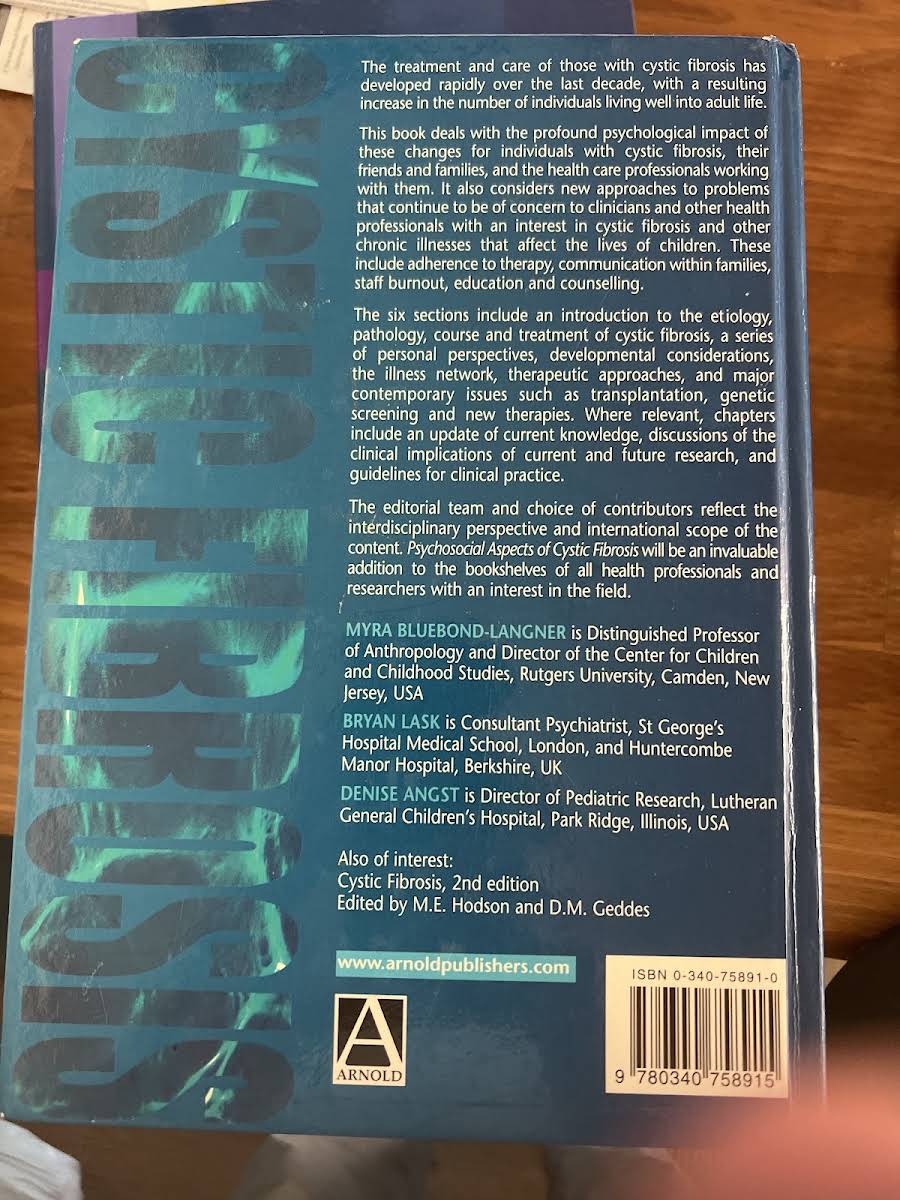 CYSTIC FIBROSIS
The treatment and care of those with cystic fibrosis has
developed rapidly over the last decade, with a resulting
increase in the number of individuals living well into adult life.
This book deals with the profound psychological impact of
these changes for individuals with cystic fibrosis, their
friends and families, and the health care professionals working
with them. It also considers new approaches to problems
that continue to be of concern to clinicians and other health
professionals with an interest in cystic fibrosis and other
chronic illnesses that affect the lives of children. These
include adherence to therapy, communication within families,
staff burnout, education and counselling.
The six sections include an introduction to the etiology,
pathology, course and treatment of cystic fibrosis, a series
of personal perspectives, developmental considerations,
the illness network, therapeutic approaches, and major
contemporary issues such as transplantation, genetic
screening and new therapies. Where relevant, chapters
include an update of current knowledge, discussions of the
clinical implications of current and future research, and
guidelines for clinical practice.
The editorial team and choice of contributors reflect the
interdisciplinary perspective and international scope of the
content. Psychosocial Aspects of Cystic Fibrosis will be an invaluable
addition to the bookshelves of all health professionals and
researchers with an interest in the field.
MYRA BLUEBOND-LANGNER is Distinguished Professor
of Anthropology and Director of the Center for Children
and Childhood Studies, Rutgers University, Camden, New
Jersey, USA
BRYAN LASK is Consultant Psychiatrist, St George's
Hospital Medical School, London, and Huntercombe
Manor Hospital, Berkshire, UK
DENISE ANGST is Director of Pediatric Research, Lutheran
General Children's Hospital, Park Ridge, Illinois, USA
Also of interest:
Cystic Fibrosis, 2nd edition
Edited by M.E. Hodson and D.M. Geddes
www.arnoldpublishers.com
A
ARNOLD
ISBN 0-340-75891-0
9 780340 758915